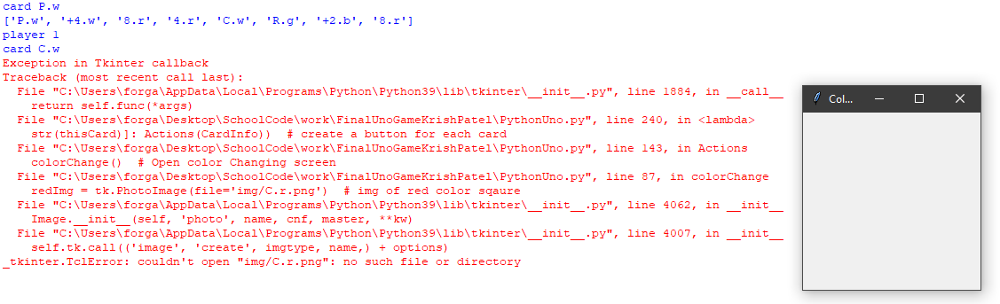 card P.w
['P.w', '+4.w', '8.r', '4.r', 'C.w', 'R.g', '+2.b', '8.r']
player 1
card C.w
Exception in Tkinter callback
Traceback (most recent call last):
  File "C:\Users\forga\AppData\Local\Programs\Python\Python39\lib\tkinter\__init__.py", line 1884, in __call__
    return self.func(*args)
  File "C:\Users\forga\Desktop\SchoolCode\work\FinalUnoGameKrishPatel\PythonUno.py", line 240, in <lambda>
    str(thisCard)]: Actions(CardInfo))  # create a button for each card
  File "C:\Users\forga\Desktop\SchoolCode\work\FinalUnoGameKrishPatel\PythonUno.py", line 143, in Actions
    colorChange()  # Open color Changing screen
  File "C:\Users\forga\Desktop\SchoolCode\work\FinalUnoGameKrishPatel\PythonUno.py", line 87, in colorChange
    redImg = tk.PhotoImage(file='img/C.r.png')  # img of red color sqaure
  File "C:\Users\forga\AppData\Local\Programs\Python\Python39\lib\tkinter\__init__.py", line 4062, in __init__
    Image.__init__(self, 'photo', name, cnf, master, **kw)
  File "C:\Users\forga\AppData\Local\Programs\Python\Python39\lib\tkinter\__init__.py", line 4007, in __init__
    self.tk.call(('image', 'create', imgtype, name,) + options)
_tkinter.TclError: couldn't open "img/C.r.png": no such file or directory
Col...